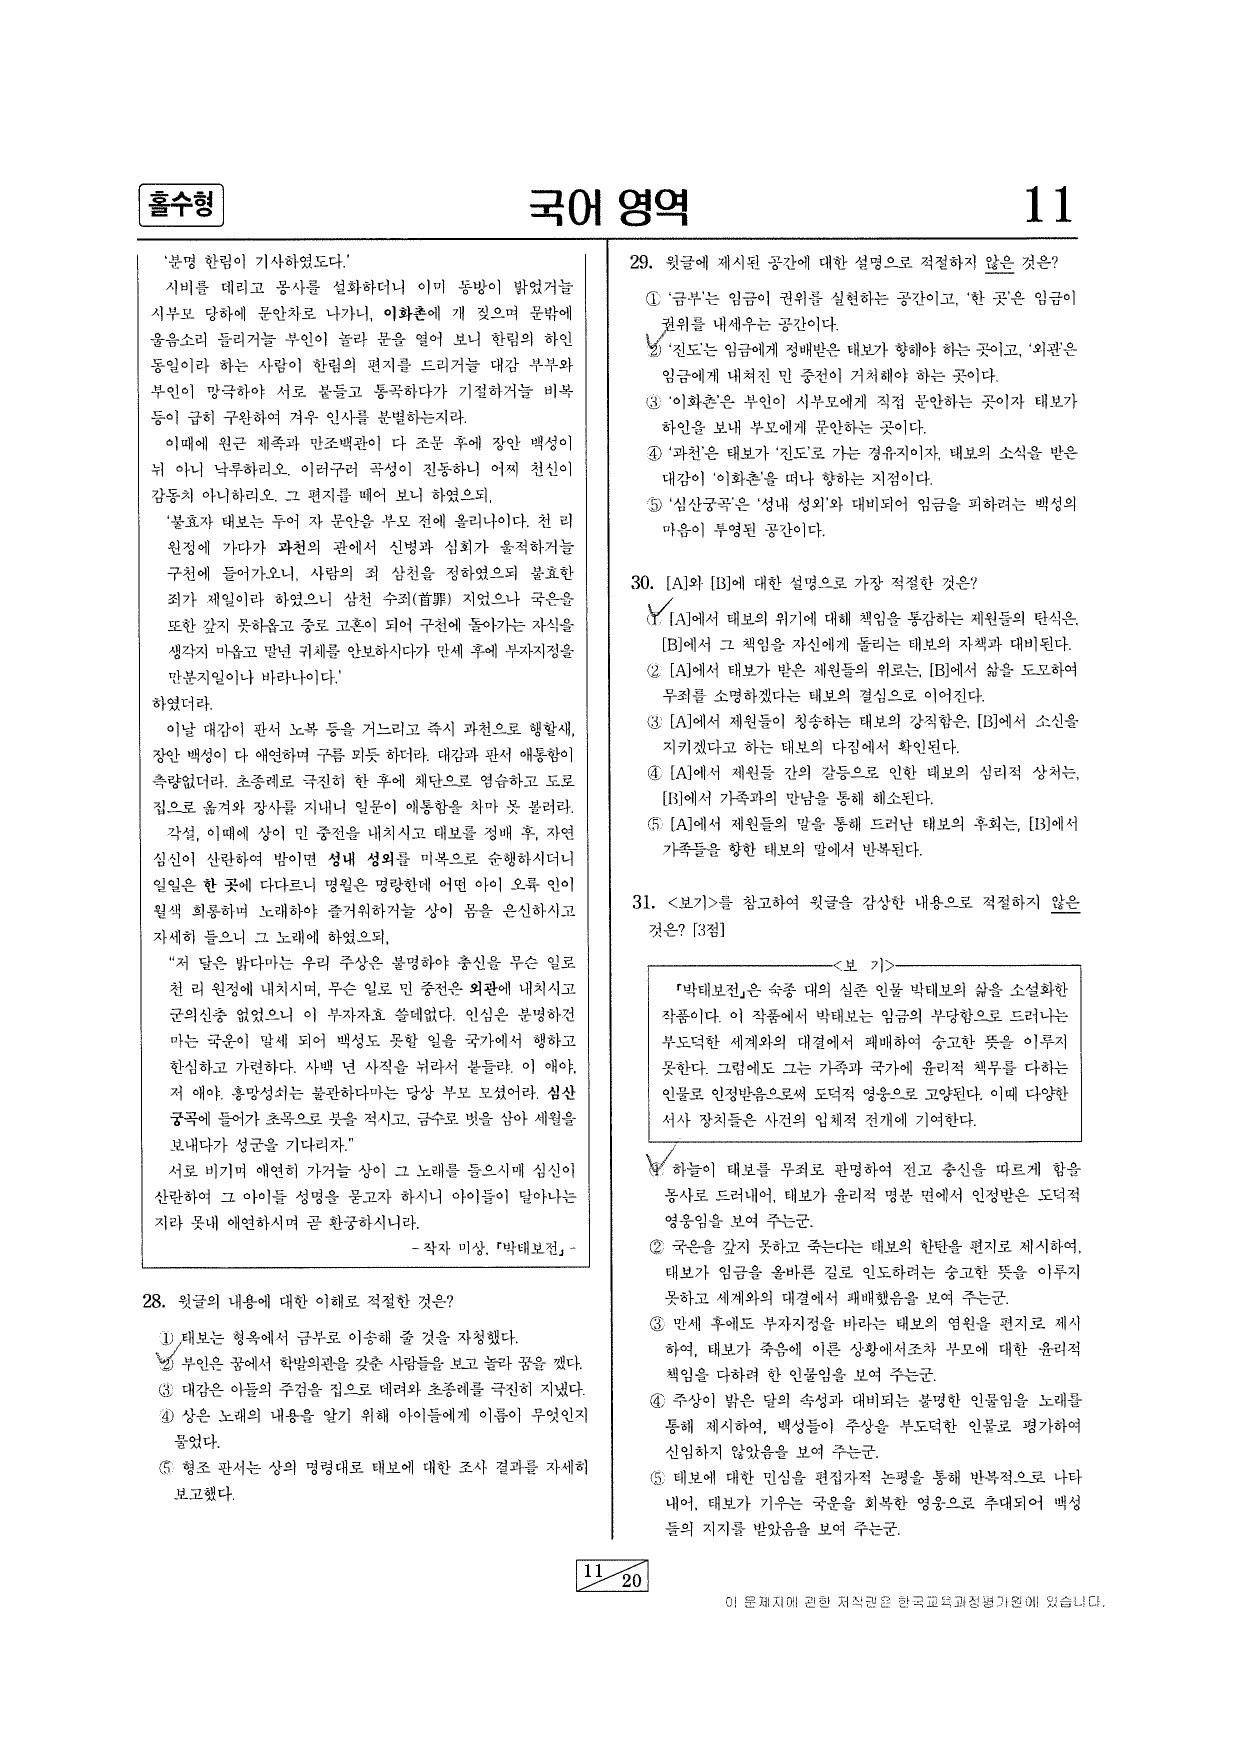 홀수형
국어 영역
11
'분명 한림이 기사하였도다.'
시비를 데리고 몽사를 설화하더니 이미 동방이 밝았거늘
시부모 당하에 문안차로 나가니, 이화촌에 개 짖으며 문밖에
울음소리 들리거늘 부인이 놀라 문을 열어 보니 한림의 하인
동일이라 하는 사람이 한림의 편지를 드리거늘 대감 부부와
부인이 망극하야 서로 붙들고 통곡하다가 기절하거늘 비복
등이 급히 구완하여 겨우 인사를 분별하는지라.
이때에 원근 제족과 만조백관이 다 조문 후에 장안 백성이
뉘 아니 낙루하리오. 이러구러 곡성이 진동하니 어찌 천신이
감동치 아니하리오. 그 편지를 떼어 보니 하였으되,
'불효자 태보는 두어 자 문안을 부모 전에 올리나이다. 천 리
원정에 가다가 과천의 관에서 신병과 심회가 울적하거늘
구천에 들어가오니, 사람의 죄 삼천을 정하였으되 불효한
죄가 제일이라 하였으니 삼천 수죄(首罪) 지었으나 국은을
또한 갚지 못하옵고 중로 고혼이 되어 구천에 돌아가는 자식을
생각지 마옵고 말년 귀체를 안보하시다가 만세 후에 부자지정을
만분지일이나 바라나이다.'
하였더라.
이날 대감이 판서 노복 등을 거느리고 즉시 과천으로 행할새,
장안 백성이 다 애연하며 구름 뫼듯 하더라. 대감과 판서 애통함이
측량없더라. 초종례로 극진히 한 후에 채단으로 염습하고 도로
집으로 옮겨와 장사를 지내니 일문이 애통함을 차마 못 볼러라.
각설, 이때에 상이 민 중전을 내치시고 태보를 정배 후, 자연
심신이 산란하여 밤이면 성내 성외를 미복으로 순행하시더니
일일은 한 곳에 다다르니 명월은 명랑한데 어떤 아이 오륙 인이
월색 희롱하며 노래하야 즐거워하거늘 상이 몸을 은신하시고
자세히 들으니 그 노래에 하였으되,
"저 달은 밝다마는 우리 주상은 불명하야 충신을 무슨 일로
천 리 원정에 내치시며, 무슨 일로 민 중전은 외관에 내치시고
군의신충 없었으니 이 부자자효 쓸데없다. 인심은 분명하건
마는 국운이 말세 되어 백성도 못할 일을 국가에서 행하고
한심하고 가련하다. 사백 년 사직을 뉘라서 붙들랴. 이 애야,
저 애야. 흥망성쇠는 불관하다마는 당상 부모 모셨어라. 심산
궁곡에 들어가 초목으로 붓을 적시고, 금수로 벗을 삼아 세월을
보내다가 성군을 기다리자."
서로 비기며 애연히 가거늘 상이 그 노래를 들으시매 심신이
산란하여 그 아이들 성명을 묻고자 하시니 아이들이 달아나는
지라 못내 애연하시며 곧 환궁하시니라.
- 작자 미상, 「박태보전」 -
28. 윗글의 내용에 대한 이해로 적절한 것은?
① 태보는 형옥에서 금부로 이송해 줄 것을 자청했다.
② 부인은 꿈에서 학발의관을 갖춘 사람들을 보고 놀라 꿈을 깼다.
③ 대감은 아들의 주검을 집으로 데려와 초종례를 극진히 지냈다.
④ 상은 노래의 내용을 알기 위해 아이들에게 이름이 무엇인지
물었다.
⑤ 형조 판서는 상의 명령대로 태보에 대한 조사 결과를 자세히
보고했다.
29. 윗글에 제시된 공간에 대한 설명으로 적절하지 않은 것은?
① '금부'는 임금이 권위를 실현하는 공간이고, '한 곳'은 임금이
권위를 내세우는 공간이다.
② '진도'는 임금에게 정배받은 태보가 향해야 하는 곳이고, '외관'은
임금에게 내쳐진 민 중전이 거처해야 하는 곳이다.
③ '이화촌'은 부인이 시부모에게 직접 문안하는 곳이자 태보가
하인을 보내 부모에게 문안하는 곳이다.
④ '과천'은 태보가 '진도'로 가는 경유지이자, 태보의 소식을 받은
대감이 '이화촌'을 떠나 향하는 지점이다.
⑤ '심산궁곡'은 '성내 성외'와 대비되어 임금을 피하려는 백성의
마음이 투영된 공간이다.
30. [A]와 [B]에 대한 설명으로 가장 적절한 것은?
① [A]에서 태보의 위기에 대해 책임을 통감하는 제원들의 탄식은,
[B]에서 그 책임을 자신에게 돌리는 태보의 자책과 대비된다.
② [A]에서 태보가 받은 제원들의 위로는, [B]에서 삶을 도모하여
무죄를 소명하겠다는 태보의 결심으로 이어진다.
③ [A]에서 제원들이 칭송하는 태보의 강직함은, [B]에서 소신을
지키겠다고 하는 태보의 다짐에서 확인된다.
④ [A]에서 제원들 간의 갈등으로 인한 태보의 심리적 상처는,
[B]에서 가족과의 만남을 통해 해소된다.
⑤ [A]에서 제원들의 말을 통해 드러난 태보의 후회는, [B]에서
가족들을 향한 태보의 말에서 반복된다.
31. <보기>를 참고하여 윗글을 감상한 내용으로 적절하지 않은
것은? [3점]
<보 기>
「박태보전」은 숙종 대의 실존 인물 박태보의 삶을 소설화한
작품이다. 이 작품에서 박태보는 임금의 부당함으로 드러나는
부도덕한 세계와의 대결에서 패배하여 숭고한 뜻을 이루지
못한다. 그럼에도 그는 가족과 국가에 윤리적 책무를 다하는
인물로 인정받음으로써 도덕적 영웅으로 고양된다. 이때 다양한
서사 장치들은 사건의 입체적 전개에 기여한다.
① 하늘이 태보를 무죄로 판명하여 전고 충신을 따르게 함을
몽사로 드러내어, 태보가 윤리적 명분 면에서 인정받은 도덕적
영웅임을 보여 주는군.
② 국은을 갚지 못하고 죽는다는 태보의 한탄을 편지로 제시하여,
태보가 임금을 올바른 길로 인도하려는 숭고한 뜻을 이루지
못하고 세계와의 대결에서 패배했음을 보여 주는군.
③ 만세 후에도 부자지정을 바라는 태보의 염원을 편지로 제시
하여, 태보가 죽음에 이른 상황에서조차 부모에 대한 윤리적
책임을 다하려 한 인물임을 보여 주는군.
④ 주상이 밝은 달의 속성과 대비되는 불명한 인물임을 노래를
통해 제시하여, 백성들이 주상을 부도덕한 인물로 평가하여
신임하지 않았음을 보여 주는군.
⑤ 태보에 대한 민심을 편집자적 논평을 통해 반복적으로 나타
내어, 태보가 기우는 국운을 회복한 영웅으로 추대되어 백성
들의 지지를 받았음을 보여 주는군.
11
20
이 문제지에 관한 저작권은 한국교육과정평가원에 있습니다.